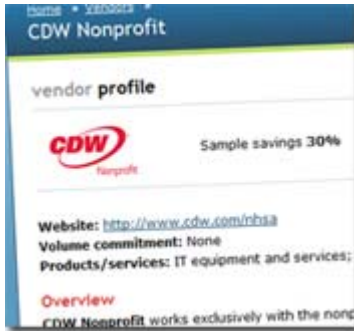 Home • Vendors •
CDW Nonprofit
vendor profile
CDW
Nonprofit
Sample savings 30%
Website: http://www.cdw.com/nhsa
Volume commitment: None
Products/services: IT equipment and services;
Overview
CDW Nonprofit works exclusively with the nonp